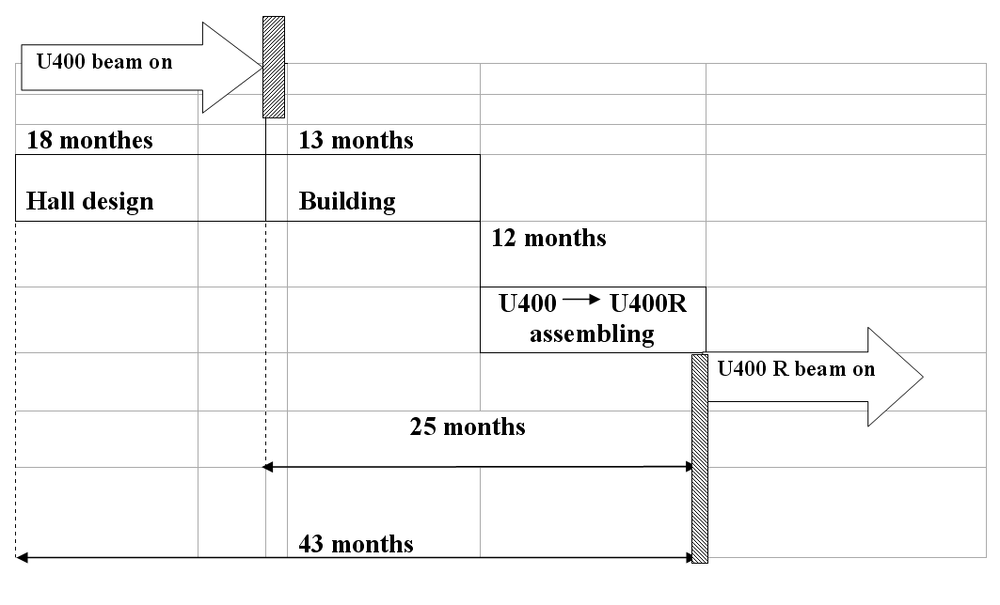 U400 beam on
18 monthes
13 months
Hall design
Building
12 months
U400 → U400R
assembling
U400 R beam on
25 months
43 months